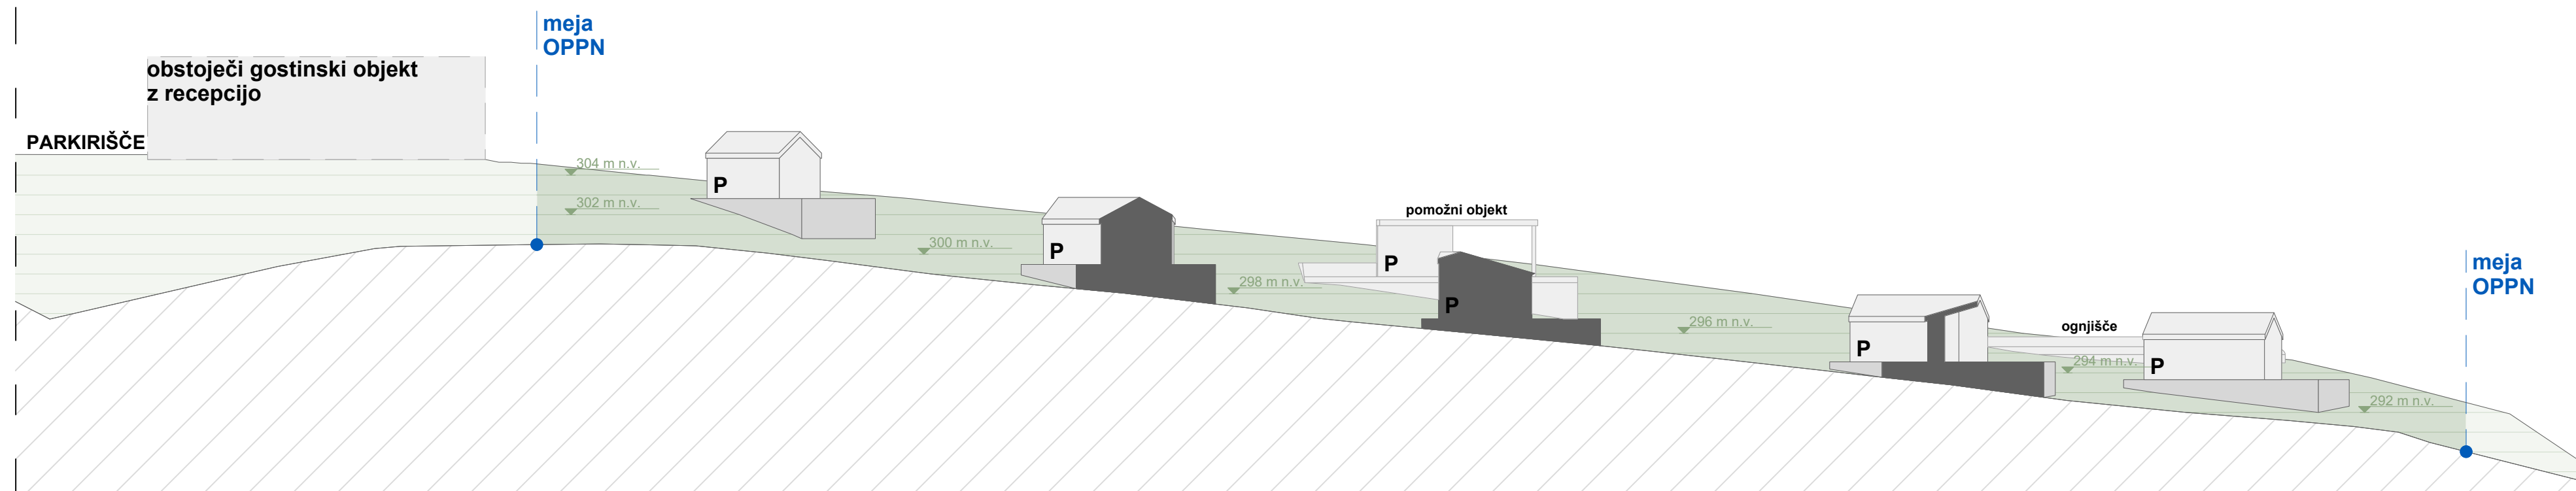 meja
OPPN
obstoječi gostinski objekt
z recepcijo
PARKIRIŠČE
304 m n.v.
P
302 m n.v.
pomožni objekt
300 m n.v.
P
P
298 m n.v.
P
296 m n.v.
ognjišče
P
294 m n.v.
P
292 m n.v.
meja
OPPN